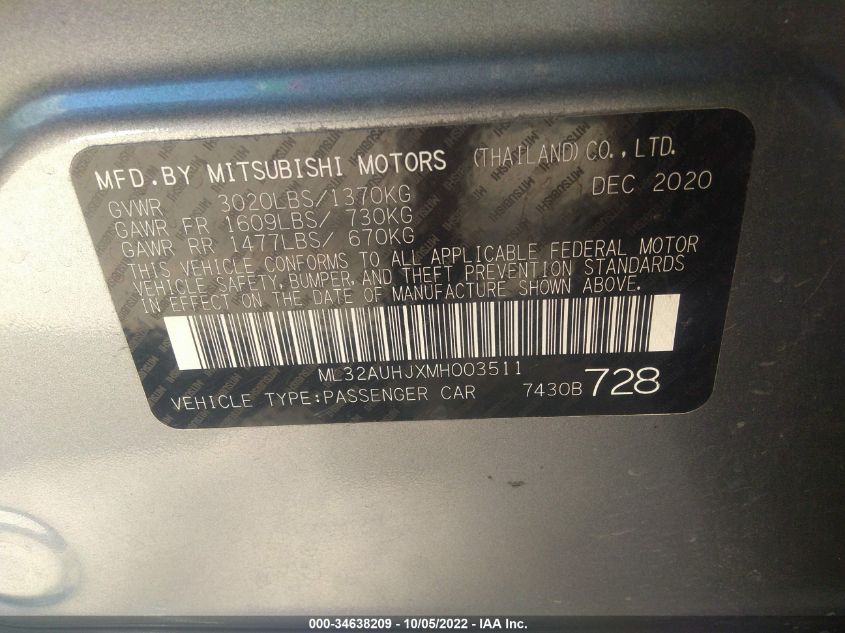 MFD.BY MITSUBISHI MOTORS (THAILAND)CO.,LTD.
DEC 2020
GVWR 3020LBS/1370KG
GAWR FR 1609LBS/ 730KG
GAWR RR 1477LBS/ 670KG
THIS VEHICLE CONFORMS TO ALL APPLICABLE FEDERAL MOTOR
VEHICLE SAFETY,BUMPER,AND THEFT PREVENTION STANDARDS
IN EFFECT ON THE DATE OF MANUFACTURE SHOWN ABOVE.
ML32AUHJXMH003511
VEHICLE TYPE:PASSENGER CAR 7430B 728
000-34638209 - 10/05/2022 - IAA Inc.